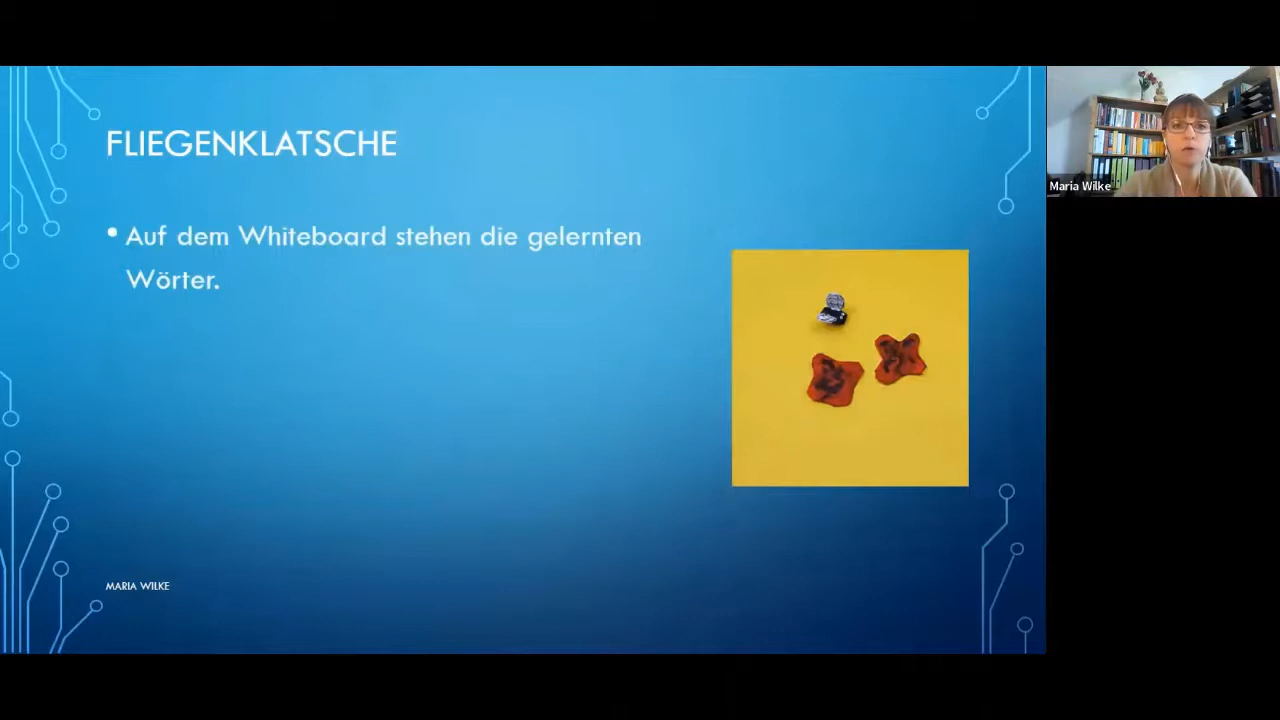 FLIEGENKLATSCHE
• Auf dem Whiteboard stehen die gelernten
Wörter.
MARIA WILKE
Maria Wilke